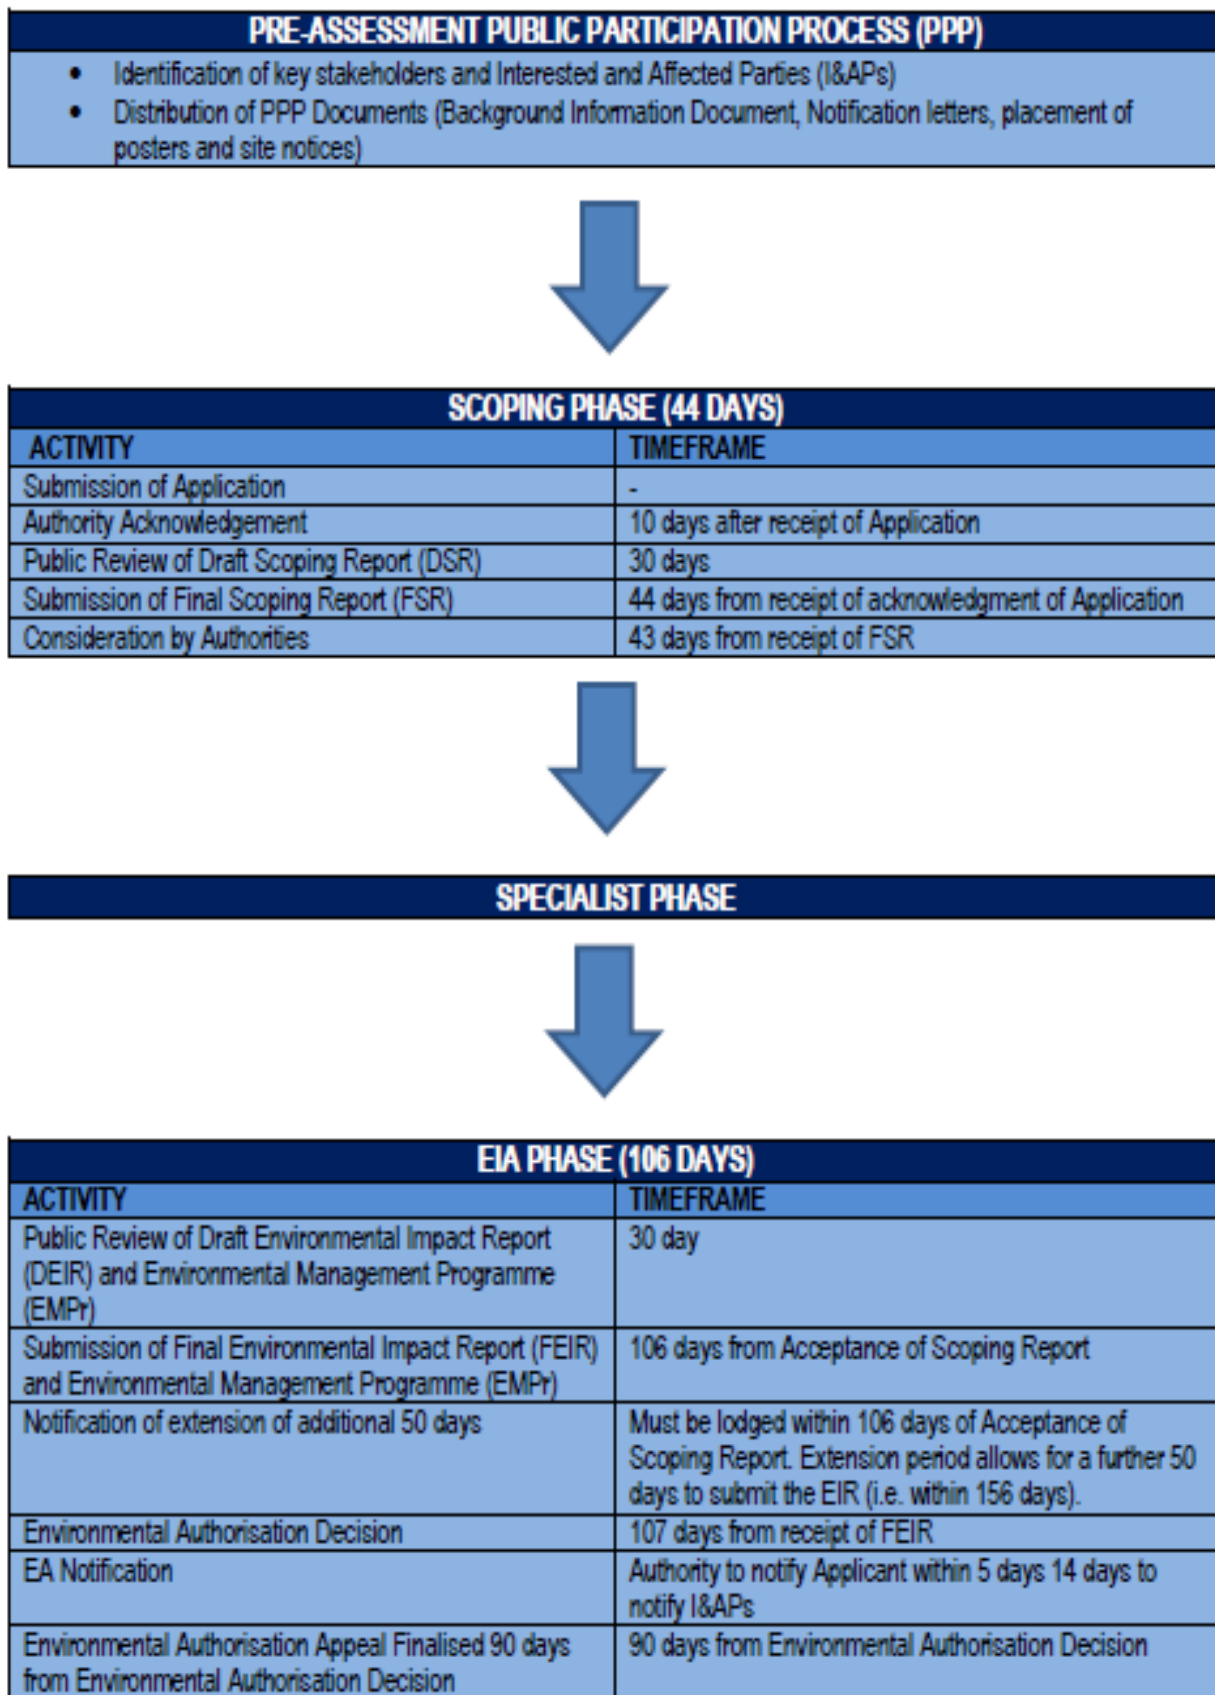 PRE-ASSESSMENT PUBLIC PARTICIPATION PROCESS (PPP)
• Identification of key stakeholders and Interested and Affected Parties (I&APs)
• Distribution of PPP Documents (Background Information Document, Notification letters, placement of
posters and site notices)
SCOPING PHASE (44 DAYS)
ACTIVITY TIMEFRAME
Submission of Application -
Authority Acknowledgement 10 days after receipt of Application
Public Review of Draft Scoping Report (DSR) 30 days
Submission of Final Scoping Report (FSR) 44 days from receipt of acknowledgment of Application
Consideration by Authorities 43 days from receipt of FSR
SPECIALIST PHASE
EIA PHASE (106 DAYS)
ACTIVITY TIMEFRAME
Public Review of Draft Environmental Impact Report 30 day
(DEIR) and Environmental Management Programme
(EMPr)
Submission of Final Environmental Impact Report (FEIR) 106 days from Acceptance of Scoping Report
and Environmental Management Programme (EMPr)
Notification of extension of additional 50 days Must be lodged within 106 days of Acceptance of
Scoping Report. Extension period allows for a further 50
days to submit the EIR (i.e. within 156 days).
Environmental Authorisation Decision 107 days from receipt of FEIR
EA Notification Authority to notify Applicant within 5 days 14 days to
notify I&APs
Environmental Authorisation Appeal Finalised 90 days 90 days from Environmental Authorisation Decision
from Environmental Authorisation Decision